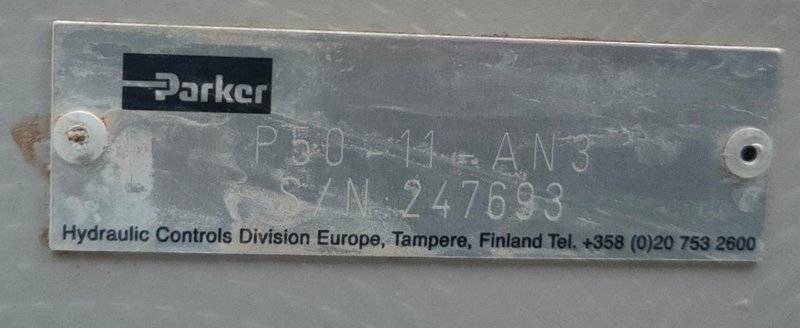 Parker
P50-11 AN3
S/N 247693
Hydraulic Controls Division Europe, Tampere, Finland Tel. +358 (0)20 753 2600